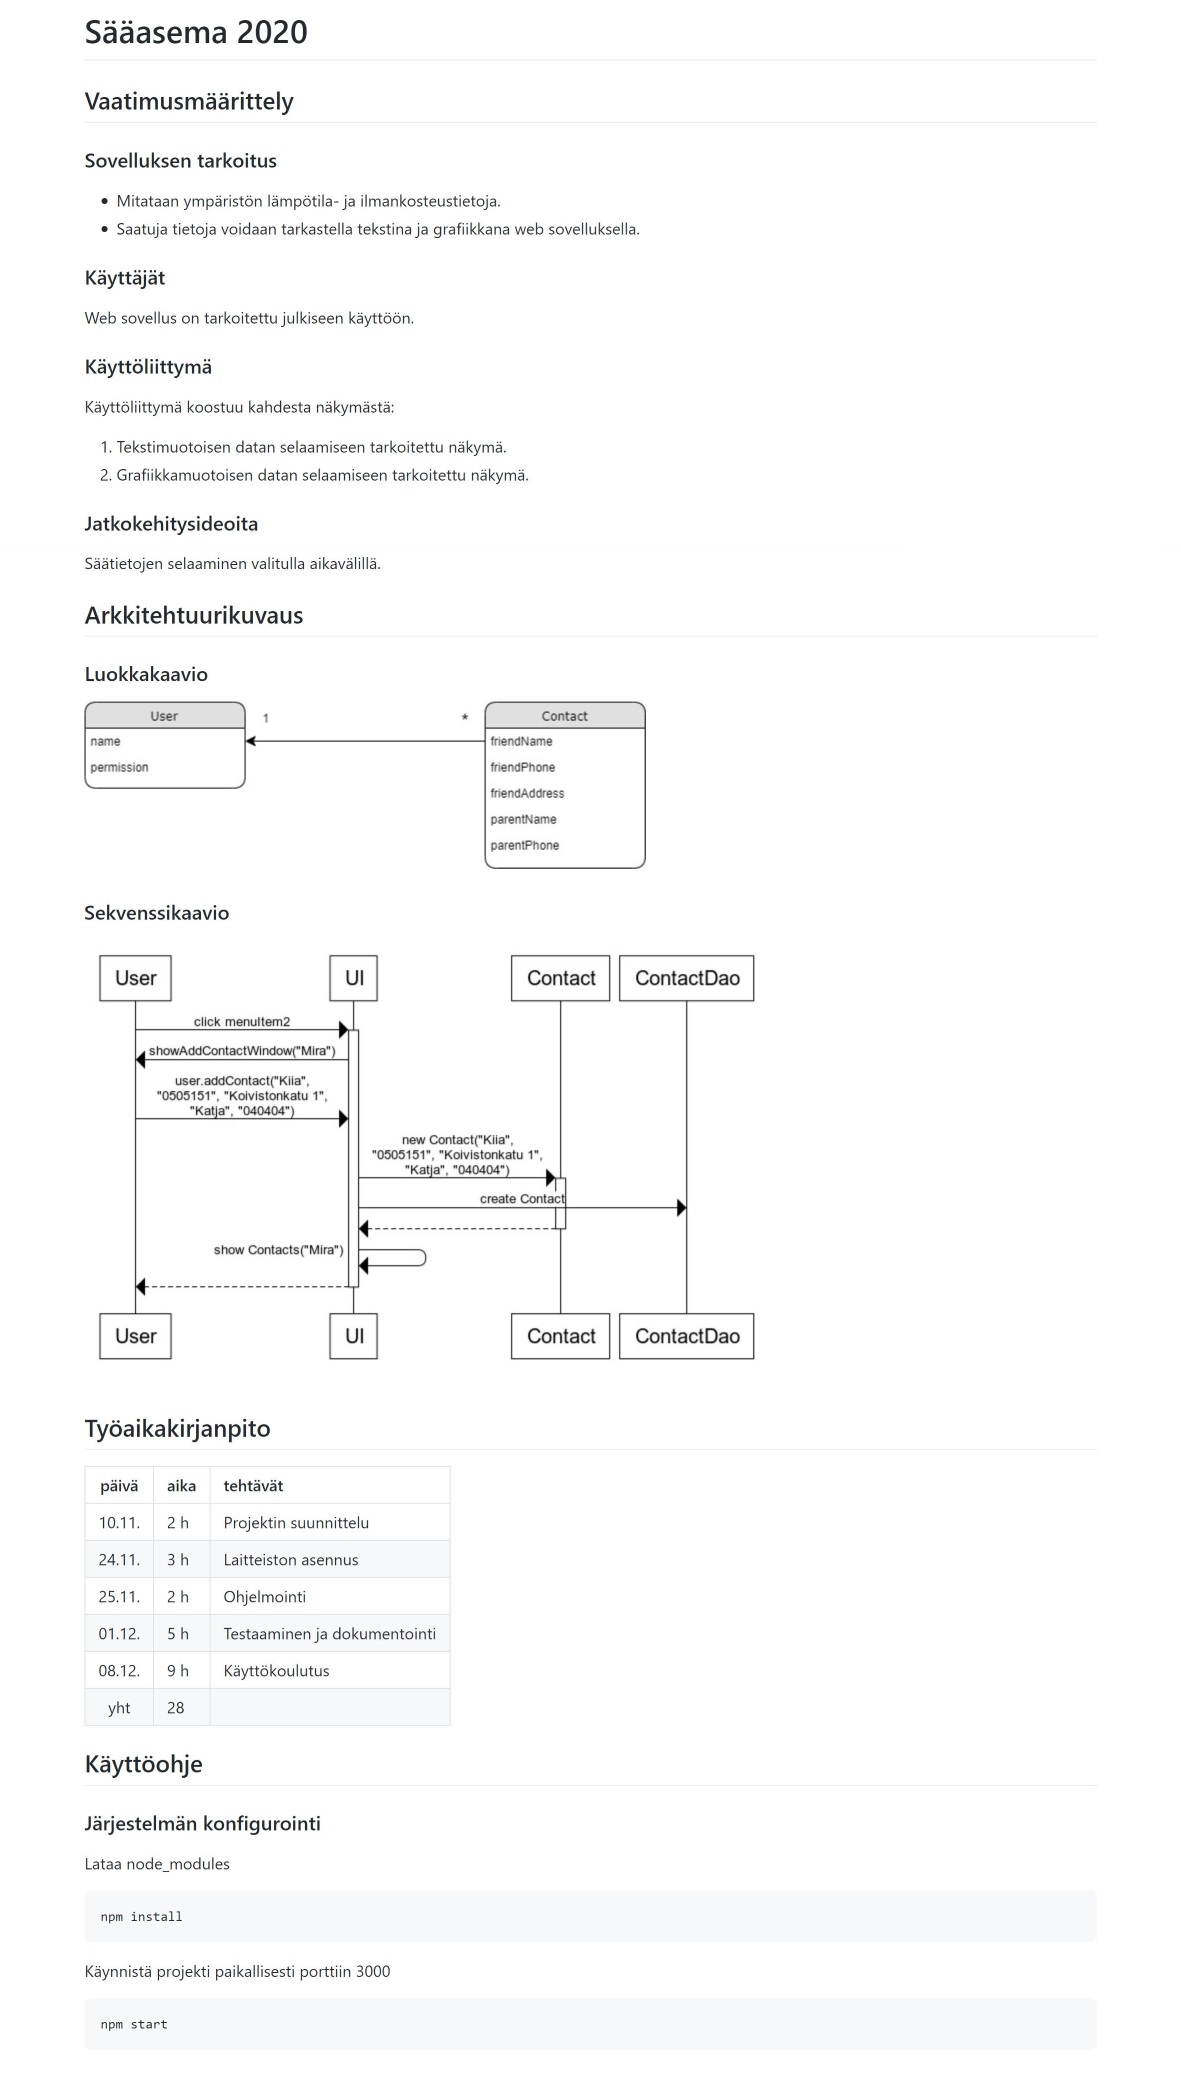 Sääasema 2020
Vaatimusmäärittely
Sovelluksen tarkoitus
• Mitataan ympäristön lämpötila- ja ilmankosteustietoja.
• Saatuja tietoja voidaan tarkastella tekstina ja grafiikkana web sovelluksella.
Käyttäjät
Web sovellus on tarkoitettu julkiseen käyttöön.
Käyttöliittymä
Käyttöliittymä koostuu kahdesta näkymästä:
1. Tekstimuotoisen datan selaamiseen tarkoitettu näkymä.
2. Grafiikkamuotoisen datan selaamiseen tarkoitettu näkymä.
Jatkokehitysideoita
Säätietojen selaaminen valitulla aikavälillä.
Arkkitehtuurikuvaus
Luokkakaavio
User
name
permission
1
*
Contact
friendName
friendPhone
friendAddress
parentName
parentPhone
Sekvenssikaavio
User UI Contact ContactDao
click menuItem2
showAddContactWindow("Mira")
user.addContact("Kiia",
"0505151", "Koivistonkatu 1",
"Katja", "040404")
new Contact("Kiia",
"0505151", "Koivistonkatu 1",
"Katja", "040404")
create Contact
show Contacts("Mira")
User UI Contact ContactDao
Työaikakirjanpito
päivä aika tehtävät
10.11. 2 h Projektin suunnittelu
24.11. 3 h Laitteiston asennus
25.11. 2 h Ohjelmointi
01.12. 5 h Testaaminen ja dokumentointi
08.12. 9 h Käyttökoulutus
yht 28
Käyttöohje
Järjestelmän konfigurointi
Lataa node_modules
npm install
Käynnistä projekti paikallisesti porttiin 3000
npm start